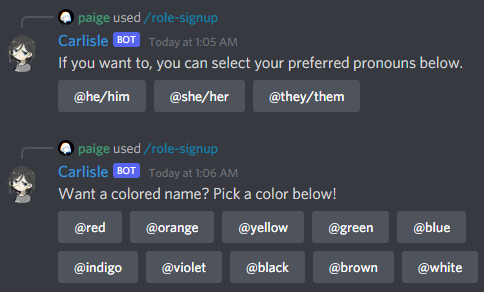 paige used /role-signup
Carlisle BOT Today at 1:05 AM
If you want to, you can select your preferred pronouns below.
@he/him @she/her @they/them
paige used /role-signup
Carlisle BOT Today at 1:06 AM
Want a colored name? Pick a color below!
@red @orange @yellow @green @blue
@indigo @violet @black @brown @white